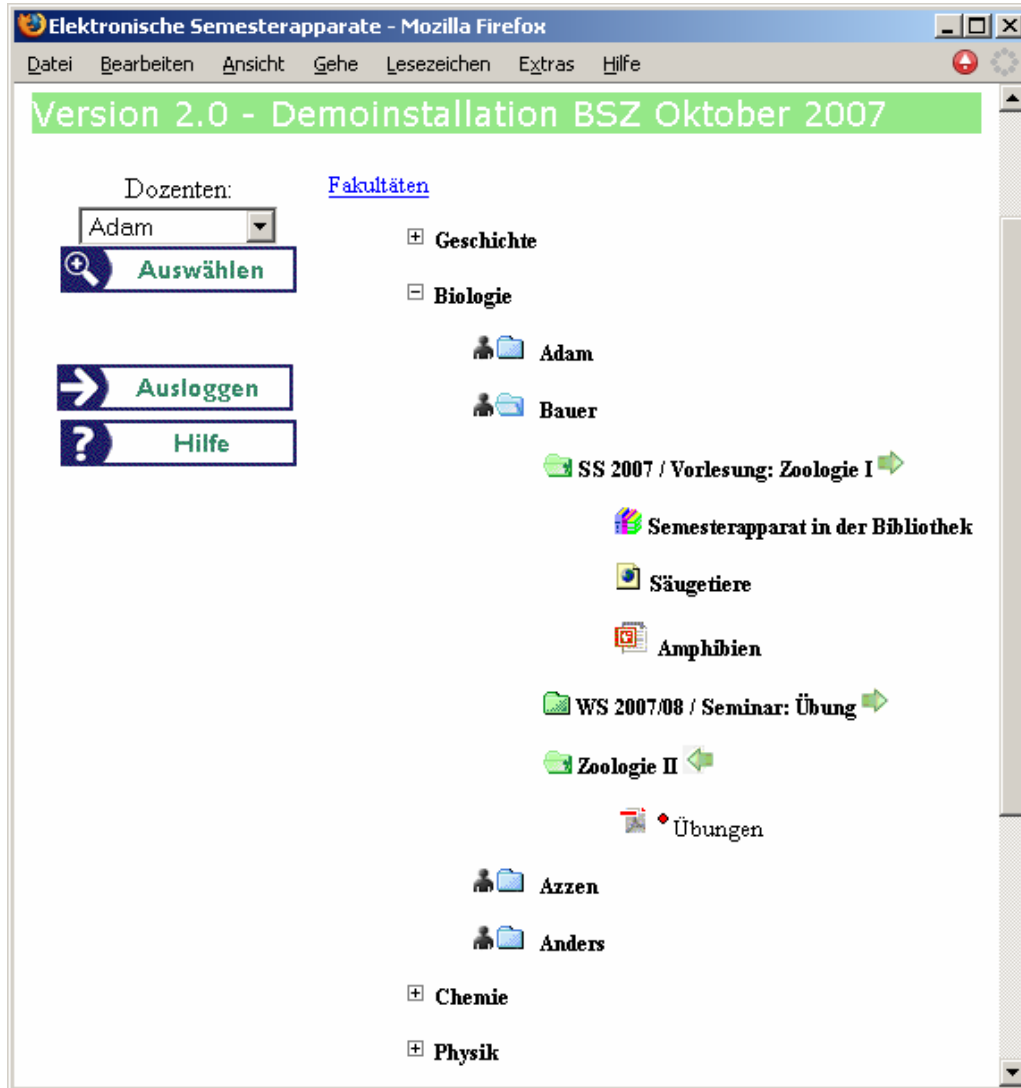 Elektronische Semesterapparate - Mozilla Firefox
Datei Bearbeiten Ansicht Gehe Lesezeichen Extras Hilfe
Version 2.0 - Demoinstallation BSZ Oktober 2007
Dozenten:
Adam
Auswählen
Ausloggen
Hilfe
Fakultäten
Geschichte
Biologie
Adam
Bauer
SS 2007 / Vorlesung: Zoologie I
Semesterapparat in der Bibliothek
Säugetiere
Amphibien
WS 2007/08 / Seminar: Übung
Zoologie II
Übungen
Azzen
Anders
Chemie
Physik